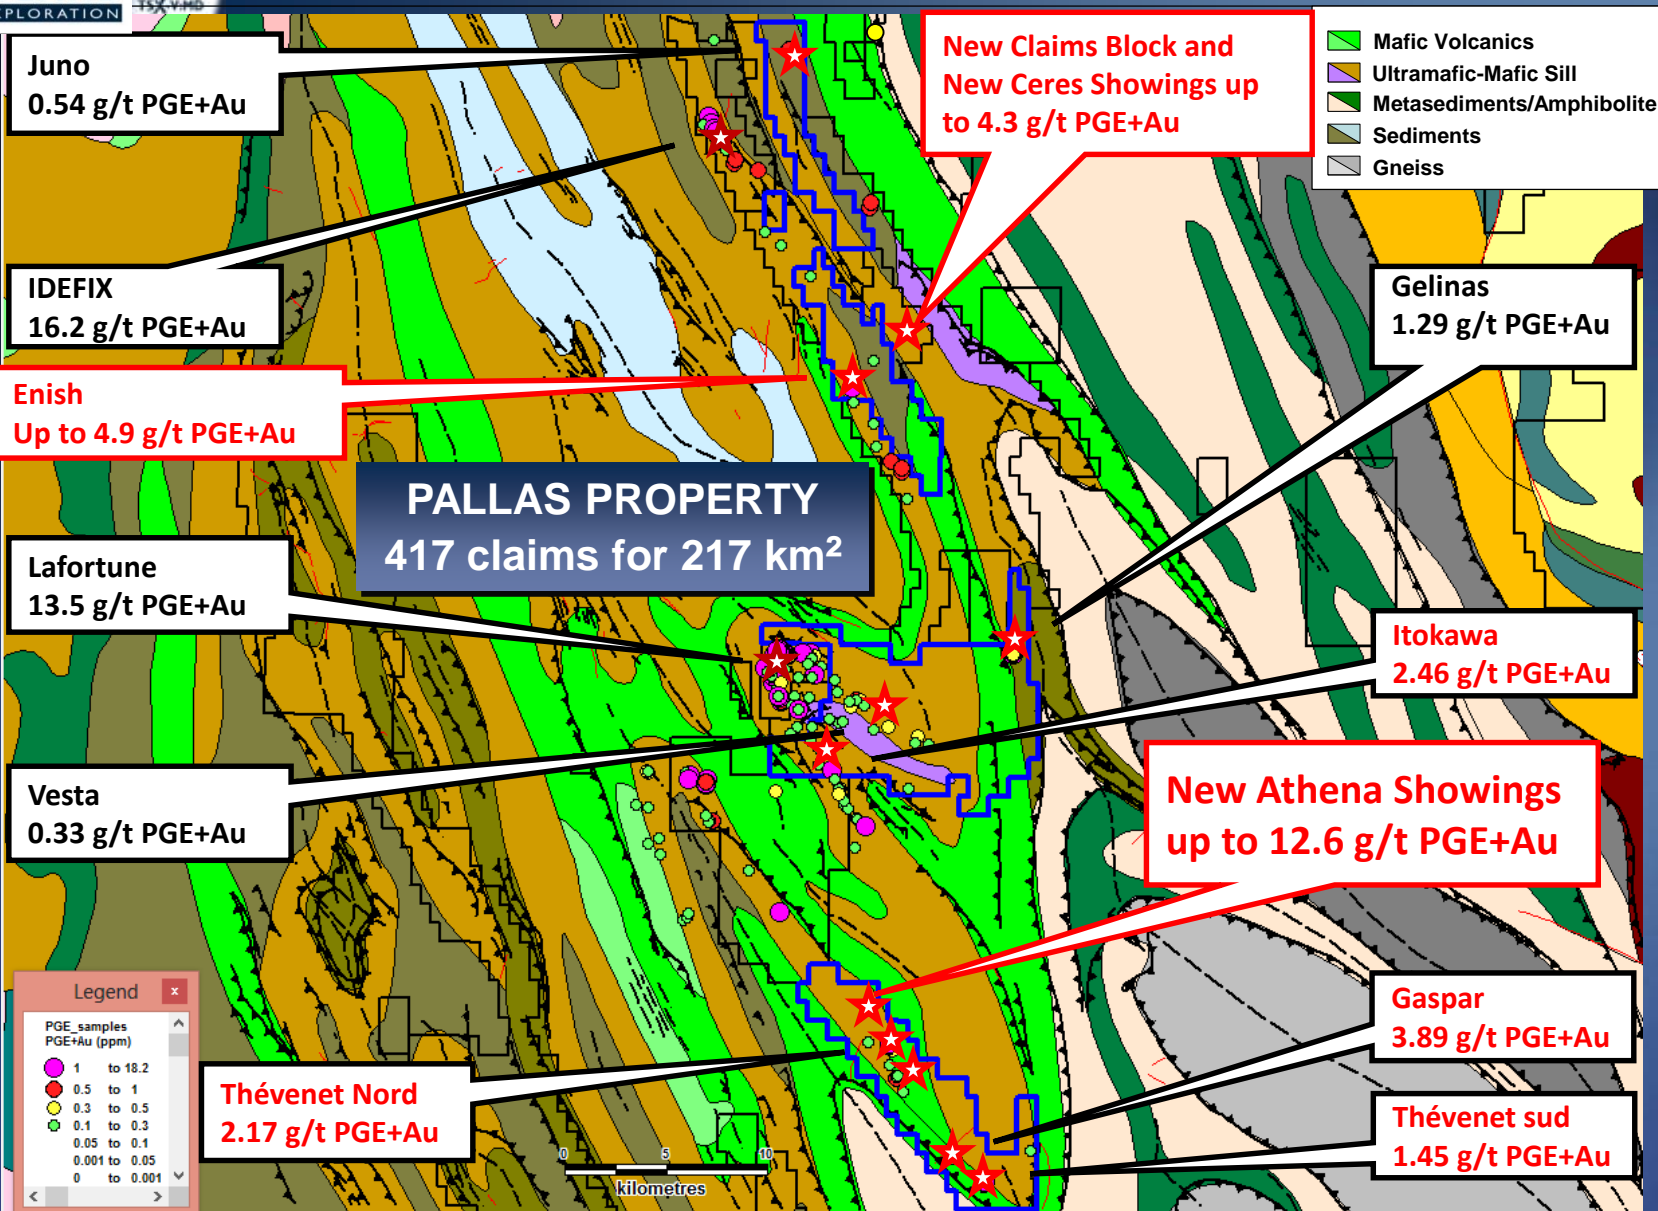 PLORATION
TSX-V:MD
Juno
0.54 g/t PGE+Au
New Claims Block and
New Ceres Showings up
to 4.3 g/t PGE+Au
Mafic Volcanics
Ultramafic-Mafic Sill
Metasediments/Amphibolite
Sediments
Gneiss
IDEFIX
16.2 g/t PGE+Au
Gelinas
1.29 g/t PGE+Au
Enish
Up to 4.9 g/t PGE+Au
PALLAS PROPERTY
417 claims for 217 km²
Lafortune
13.5 g/t PGE+Au
Itokawa
2.46 g/t PGE+Au
Vesta
0.33 g/t PGE+Au
New Athena Showings
up to 12.6 g/t PGE+Au
Gaspar
3.89 g/t PGE+Au
Legend x
PGE_samples
PGE+Au (ppm)
1 to 18.2
0.5 to 1
0.3 to 0.5
0.1 to 0.3
0.05 to 0.1
0.001 to 0.05
0 to 0.001
Thévenet Nord
2.17 g/t PGE+Au
Thévenet sud
1.45 g/t PGE+Au
0 5 10
kilometres